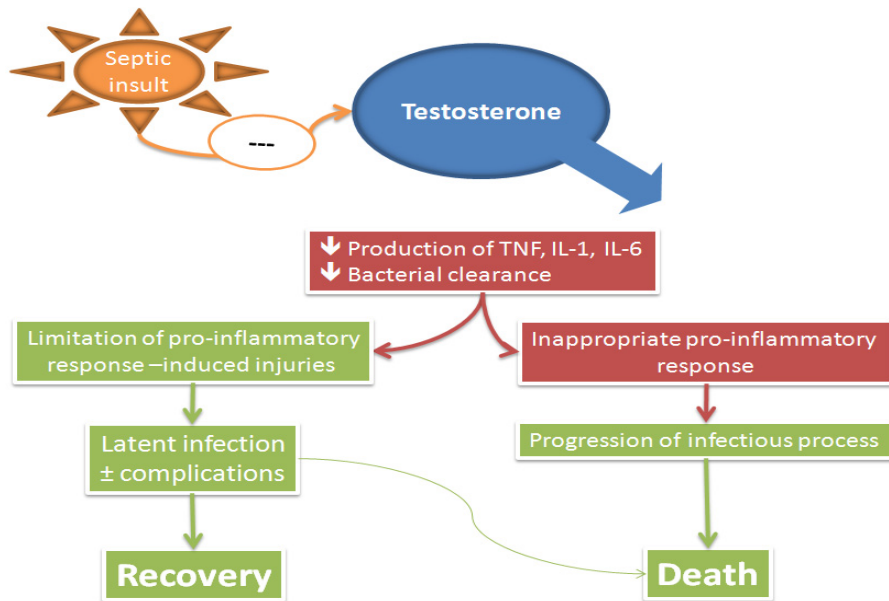 Septic
insult
---
Testosterone
🡻 Production of TNF, IL-1, IL-6
🡻 Bacterial clearance
Limitation of pro-inflammatory
response –induced injuries
Inappropriate pro-inflammatory
response
Latent infection
± complications
Progression of infectious process
Recovery
Death